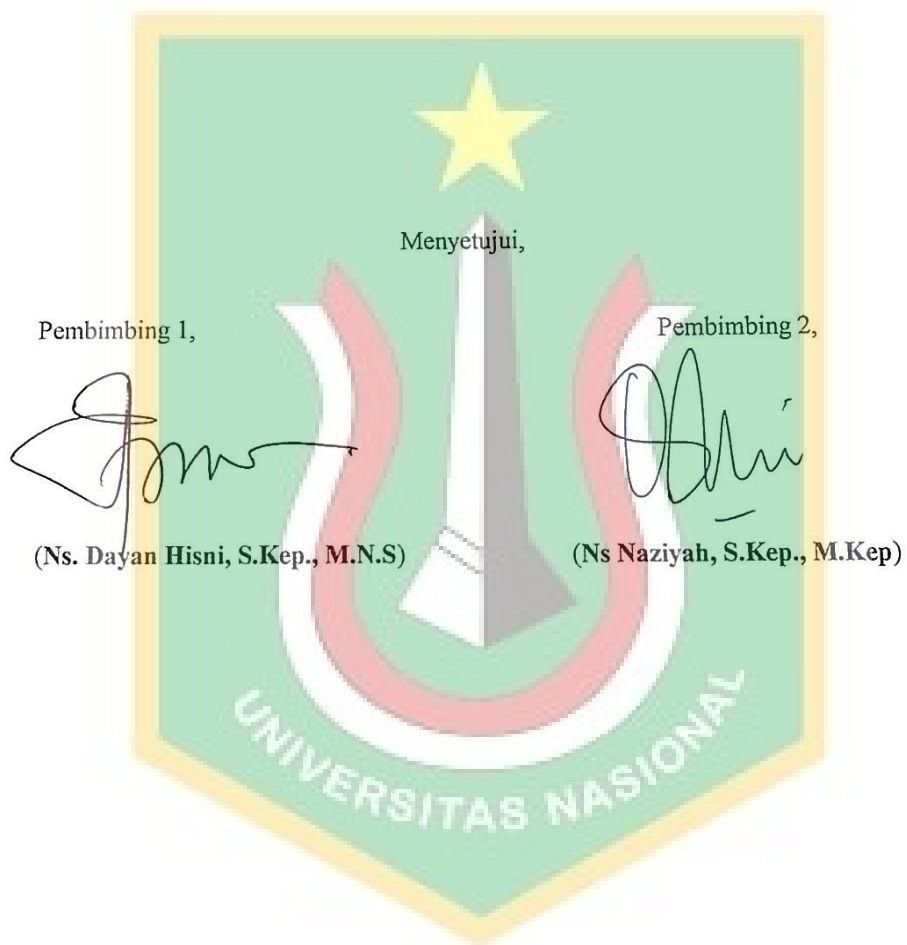 Menyetujui,
Pembimbing 1,
Pembimbing 2,
(Ns. Dayan Hisni, S.Kep., M.N.S)
(Ns Naziyah, S.Kep., M.Kep)
UNIVERSITAS NASIONAL